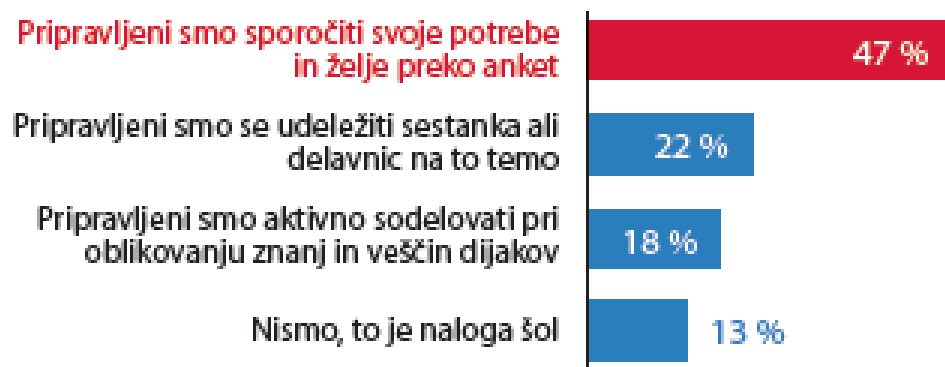 Pripravljeni smo sporočiti svoje potrebe
in želje preko anket
47 %
Pripravljeni smo se udeležiti sestanka ali
delavnic na to temo
22 %
Pripravljeni smo aktivno sodelovati pri
oblikovanju znanj in veščin dijakov
18 %
Nismo, to je naloga šol
13 %